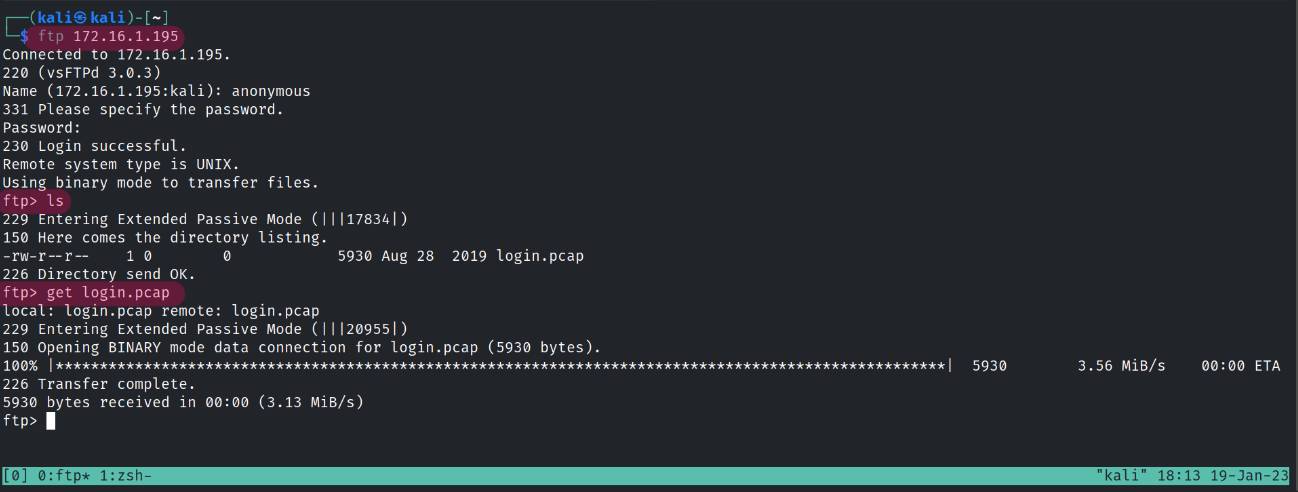 ┌──(kali㉿kali)-[~]
└─$ ftp 172.16.1.195
Connected to 172.16.1.195.
220 (vsFTPd 3.0.3)
Name (172.16.1.195:kali): anonymous
331 Please specify the password.
Password:
230 Login successful.
Remote system type is UNIX.
Using binary mode to transfer files.
ftp> ls
229 Entering Extended Passive Mode (|||17834|)
150 Here comes the directory listing.
-rw-r--r--    1 0        0            5930 Aug 28  2019 login.pcap
226 Directory send OK.
ftp> get login.pcap
local: login.pcap remote: login.pcap
229 Entering Extended Passive Mode (|||20955|)
150 Opening BINARY mode data connection for login.pcap (5930 bytes).
100% |******************************************************************************************************| 5930        3.56 MiB/s    00:00 ETA
226 Transfer complete.
5930 bytes received in 00:00 (3.13 MiB/s)
ftp>
[0] 0:ftp* 1:zsh- "kali" 18:13 19-Jan-23